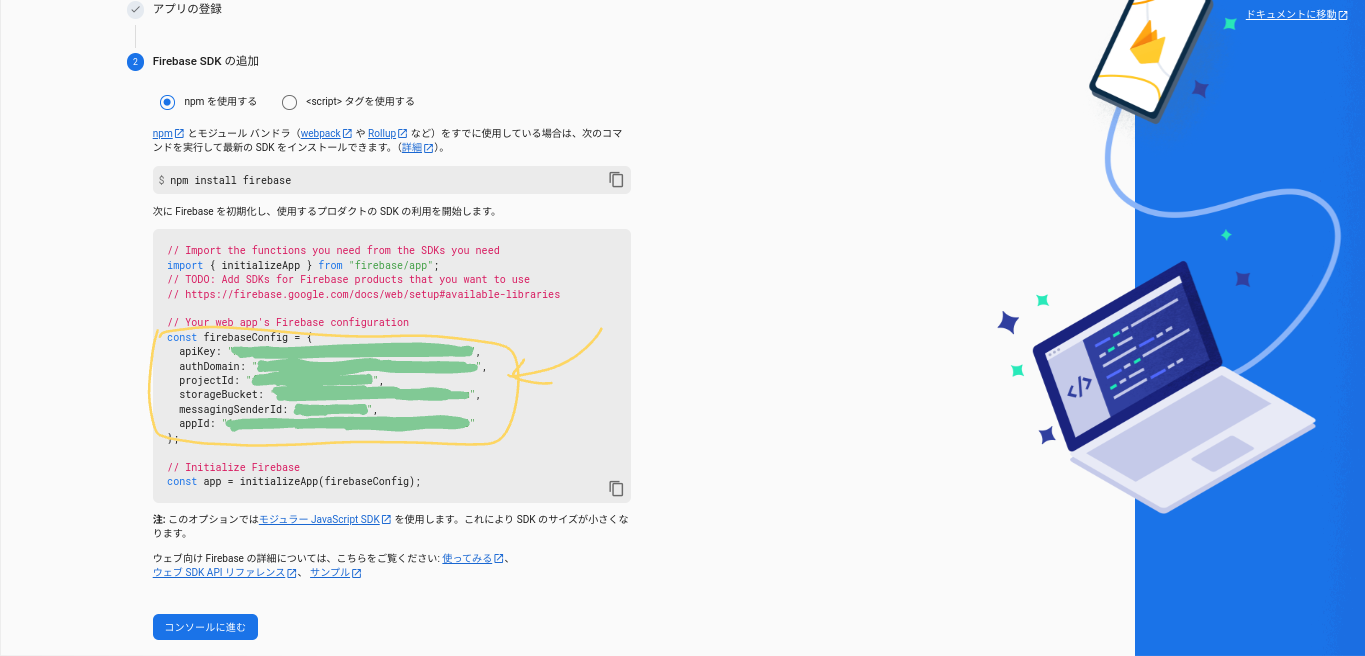 アプリの登録
ドキュメントに移動
2 Firebase SDK の追加
npm を使用する <script> タグを使用する
npm とモジュール バンドラ（webpack や Rollup など）をすでに使用している場合は、次のコマ
ンドを実行して最新の SDK をインストールできます。（詳細）。
$ npm install firebase
次に Firebase を初期化し、使用するプロダクトの SDK の利用を開始します。
// Import the functions you need from the SDKs you need
import { initializeApp } from "firebase/app";
// TODO: Add SDKs for Firebase products that you want to use
// https://firebase.google.com/docs/web/setup#available-libraries
// Your web app's Firebase configuration
const firebaseConfig = {
apiKey: "",
authDomain: "",
projectId: "",
storageBucket: "",
messagingSenderId: "",
appId: ""
};
// Initialize Firebase
const app = initializeApp(firebaseConfig);
注: このオプションではモジュラー JavaScript SDK を使用します。これにより SDK のサイズが小さくな
ります。
ウェブ向け Firebase の詳細については、こちらをご覧ください: 使ってみる、
ウェブ SDK API リファレンス、 サンプル
コンソールに進む